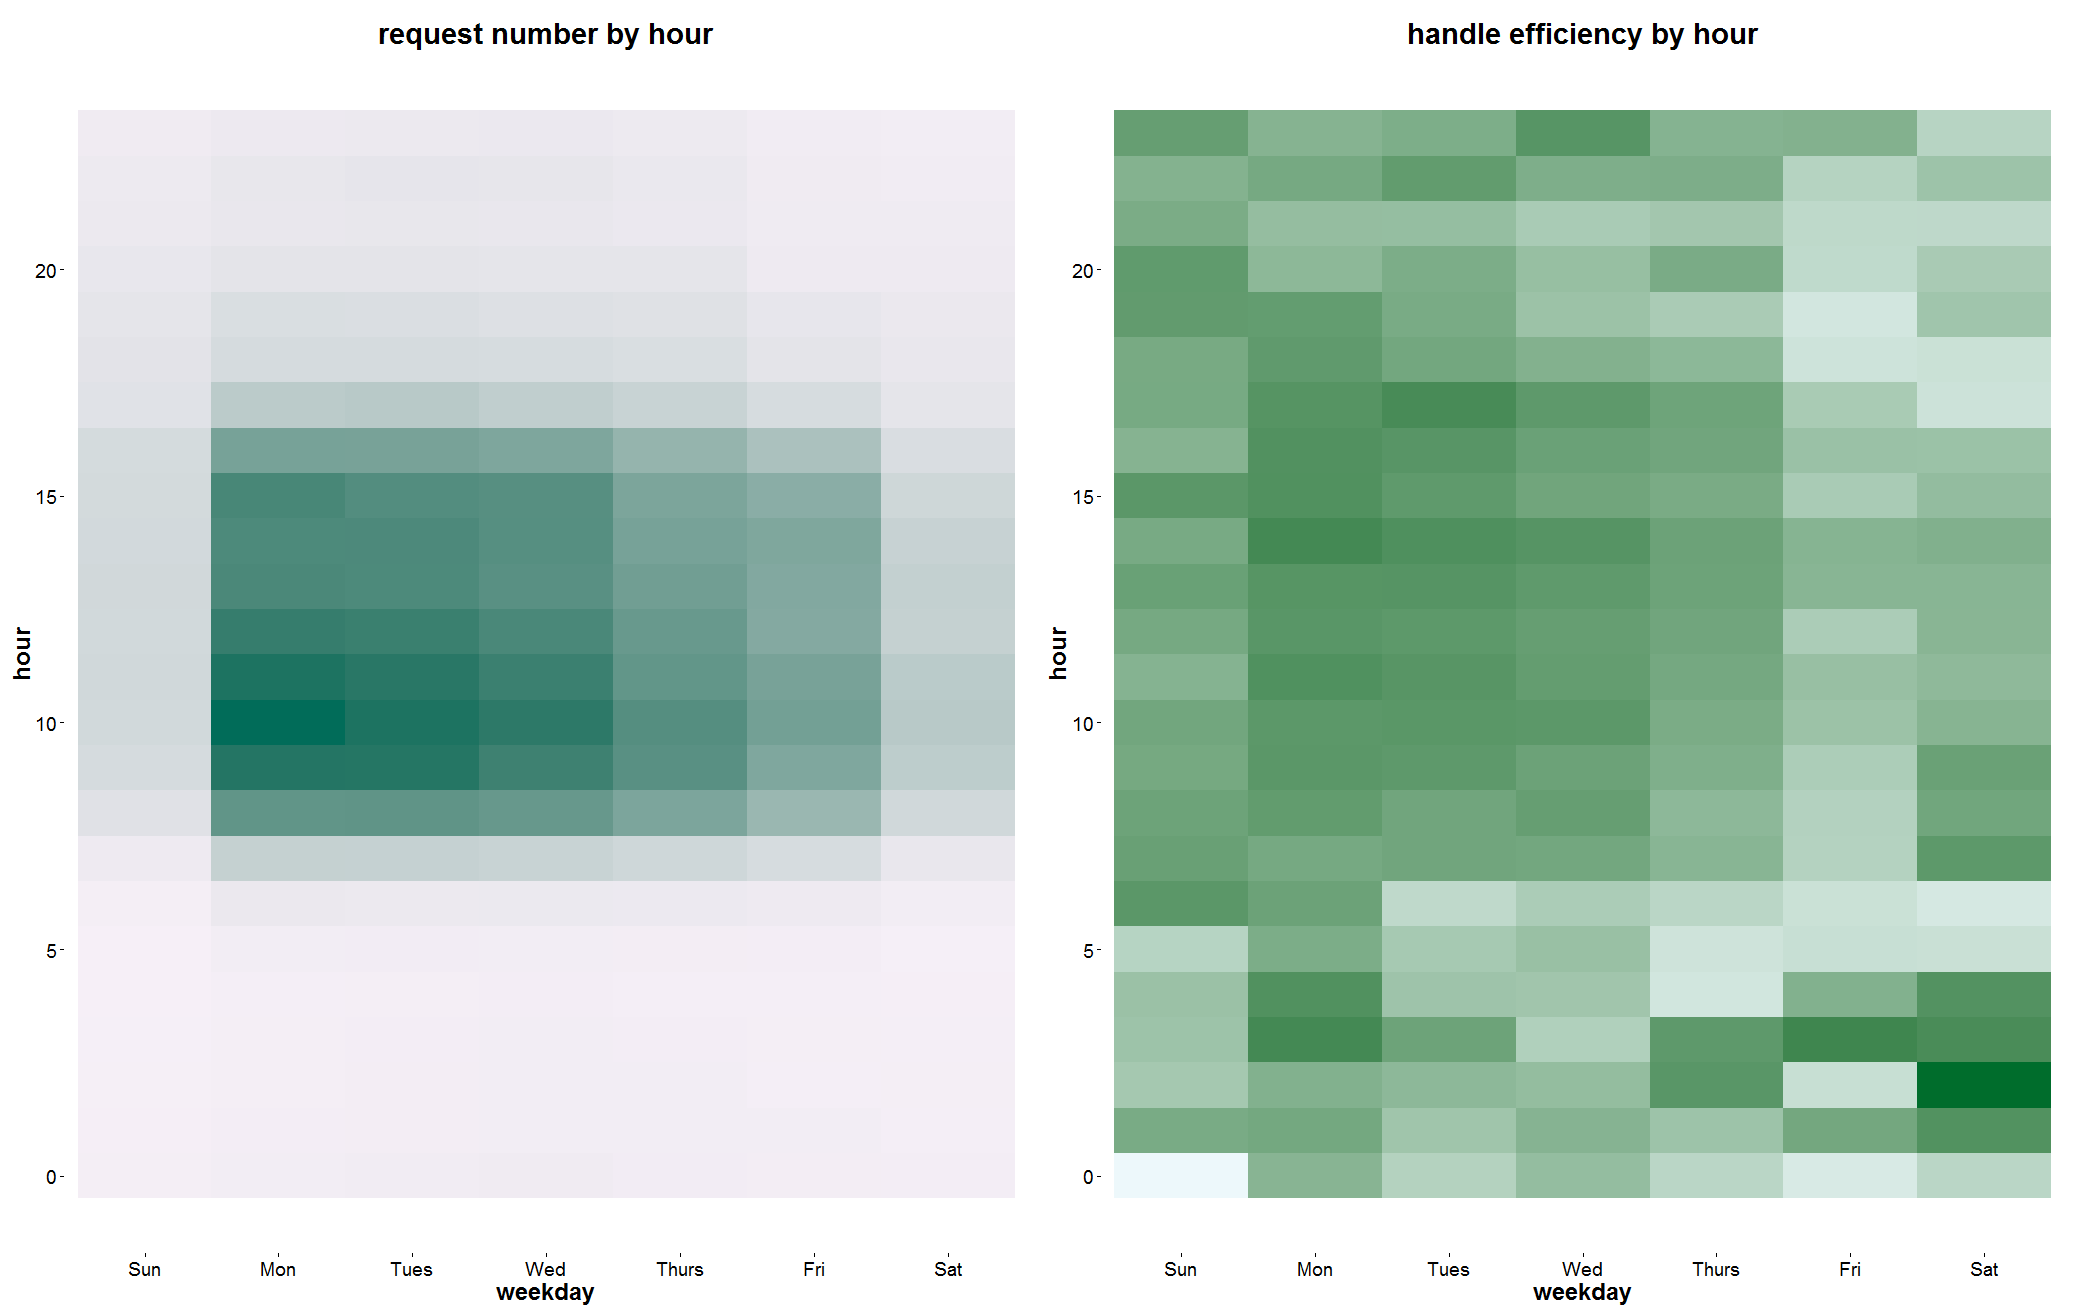 request number by hour
handle efficiency by hour
hour
20
15
10
5
0
Sun Mon Tues Wed Thurs Fri Sat
weekday
hour
20
15
10
5
0
Sun Mon Tues Wed Thurs Fri Sat
weekday